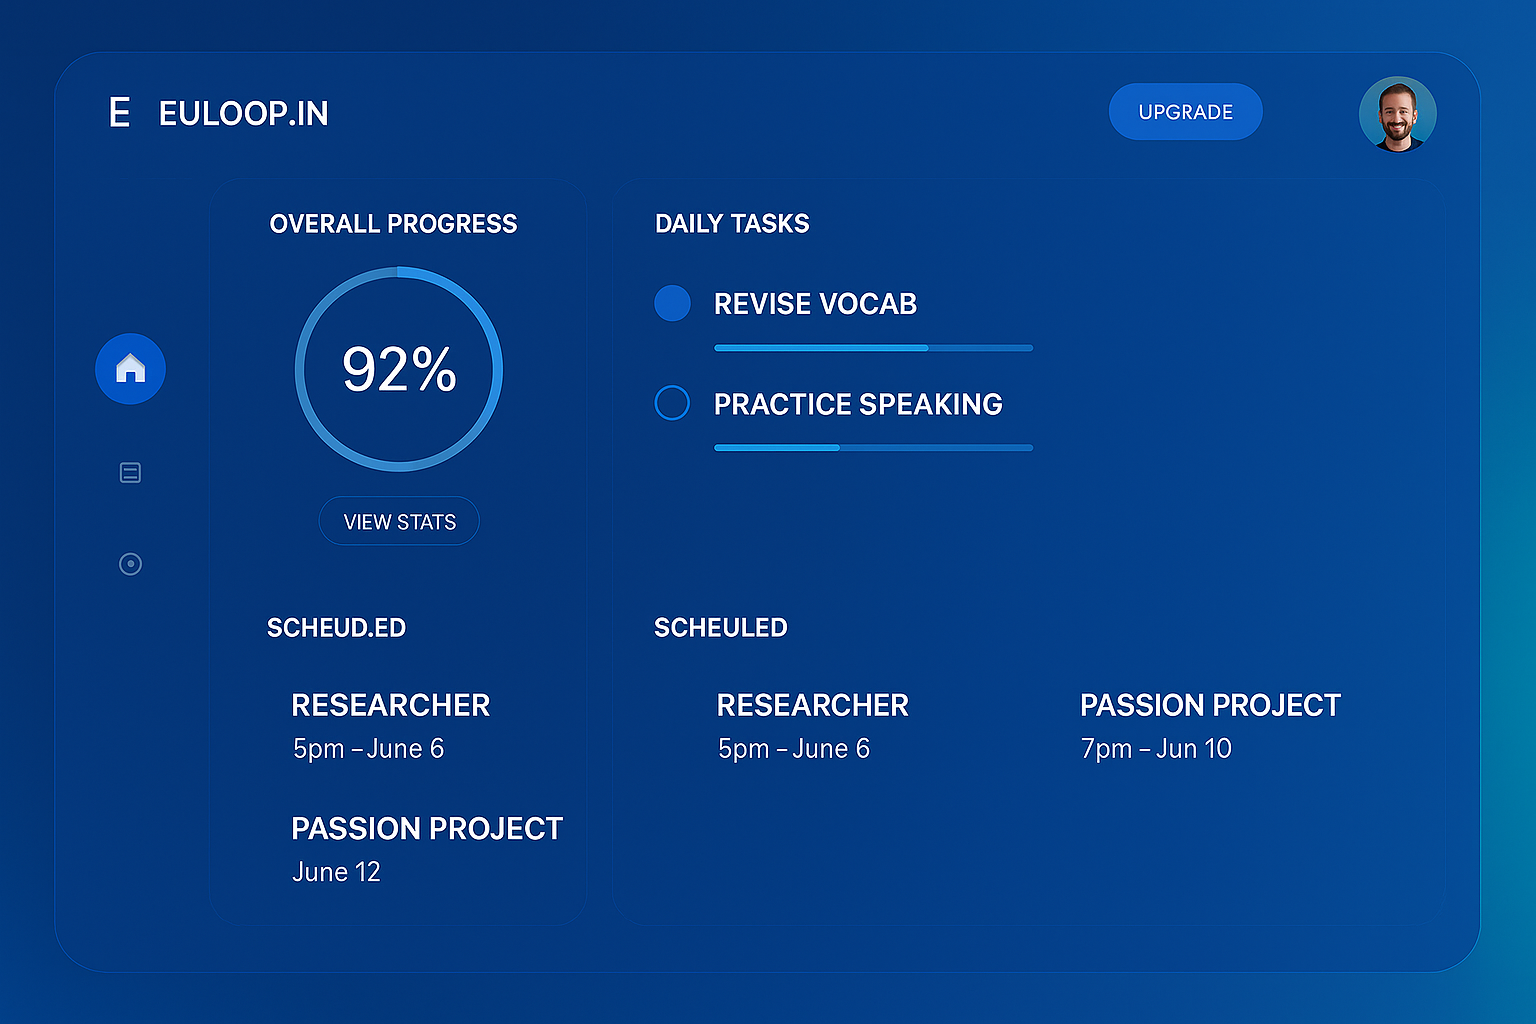 E EULOOP.IN
UPGRADE
OVERALL PROGRESS
92%
VIEW STATS
DAILY TASKS
REVISE VOCAB
PRACTICE SPEAKING
SCHEUD.ED
RESEARCHER
5pm – June 6
PASSION PROJECT
June 12
SCHEULED
RESEARCHER
5pm – June 6
PASSION PROJECT
7pm – Jun 10